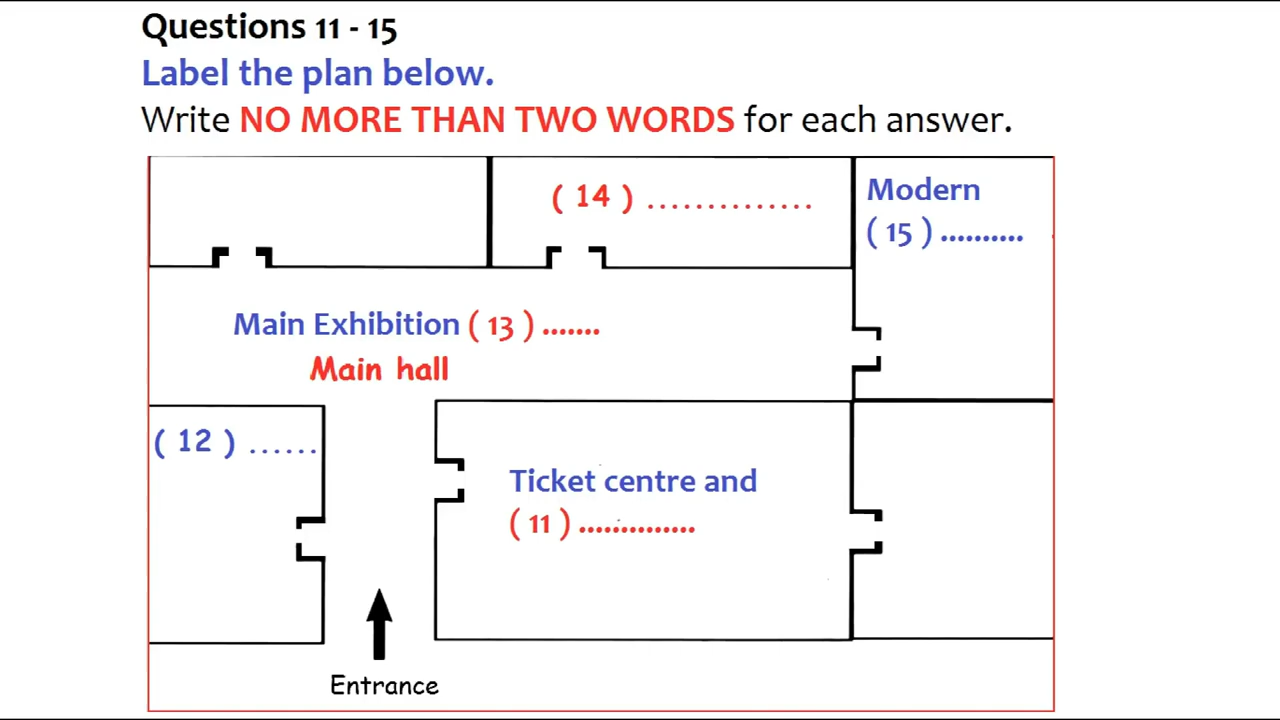 Questions 11 - 15
Label the plan below.
Write NO MORE THAN TWO WORDS for each answer.
( 14 ) ..............
Modern
( 15 ) ..........
Main Exhibition ( 13 ) .......
Main hall
( 12 ) ......
Ticket centre and
( 11 ) ..............
Entrance